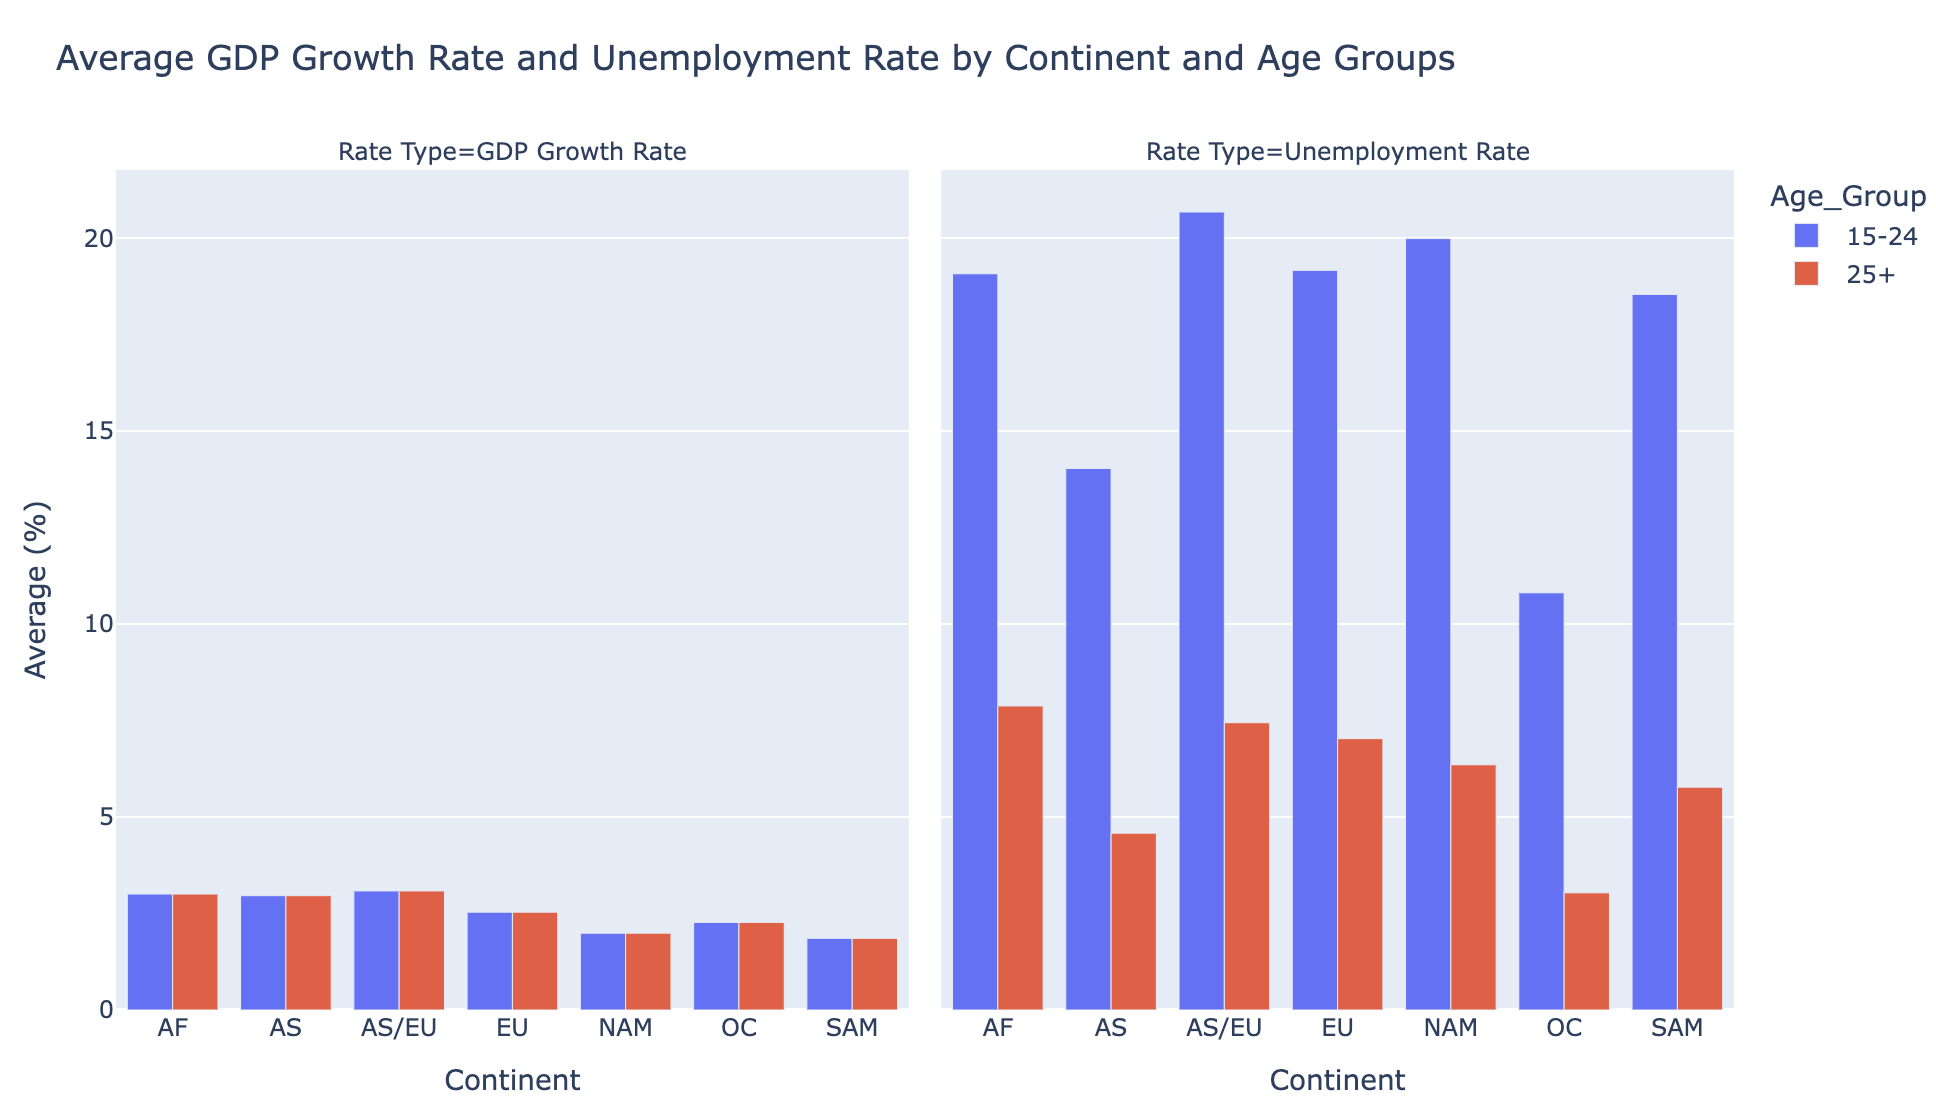 Average GDP Growth Rate and Unemployment Rate by Continent and Age Groups
Rate Type=GDP Growth Rate
Rate Type=Unemployment Rate
Age_Group
15-24
25+
Average (%)
20
15
10
5
0
AF AS AS/EU EU NAM OC SAM
AF AS AS/EU EU NAM OC SAM
Continent
Continent